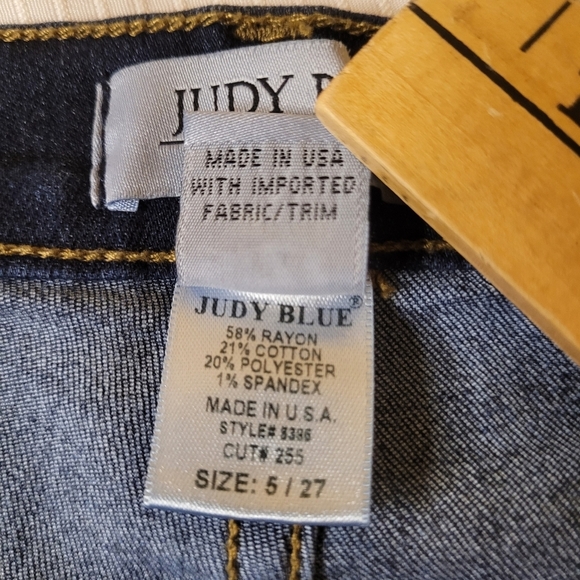 JUDY B
MADE IN USA
WITH IMPORTED
FABRIC/TRIM
JUDY BLUE®
58% RAYON
21% COTTON
20% POLYESTER
1% SPANDEX
MADE IN U.S.A.
STYLE# 8396
CUT# 255
SIZE: 5 / 27